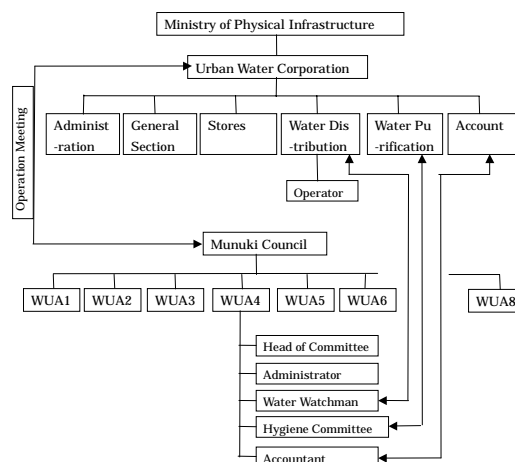 Ministry of Physical Infrastructure
Urban Water Corporation
Operation Meeting
Administ
-ration
General
Section
Stores
Water Dis
-tribution
Water Pu
-rification
Account
Operator
Munuki Council
WUA1
WUA2
WUA3
WUA4
WUA5
WUA6
WUA8
Head of Committee
Administrator
Water Watchman
Hygiene Committee
Accountant